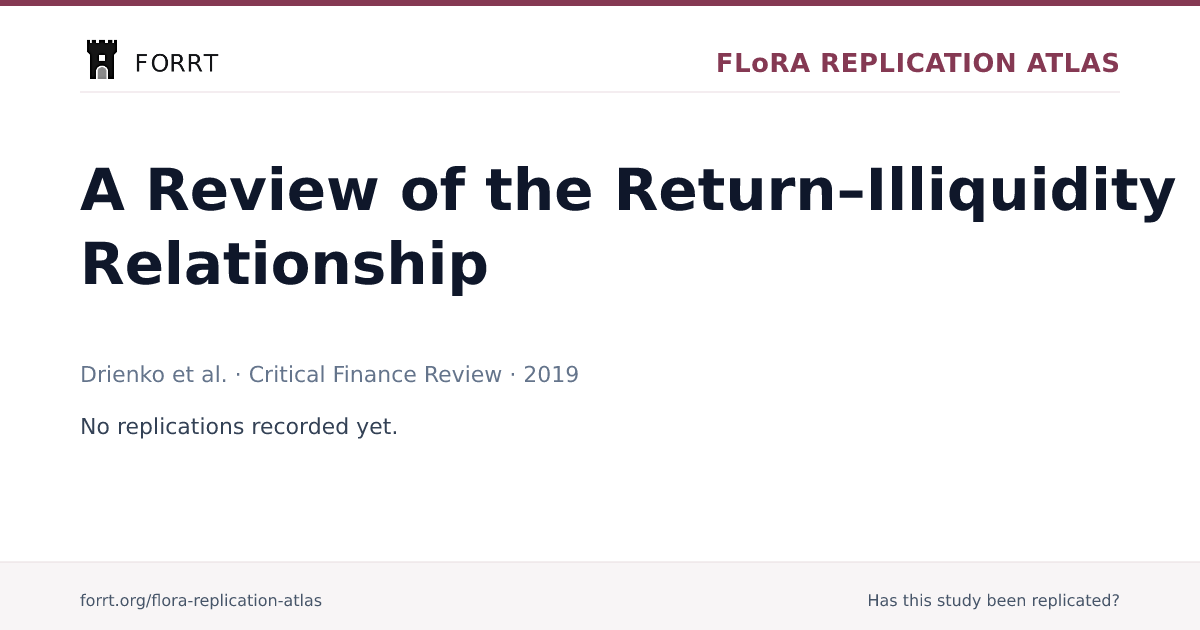 FORRT
FLoRA REPLICATION ATLAS
A Review of the Return–Illiquidity
Relationship
Drienko et al. · Critical Finance Review · 2019
No replications recorded yet.
forrt.org/flora-replication-atlas
Has this study been replicated?